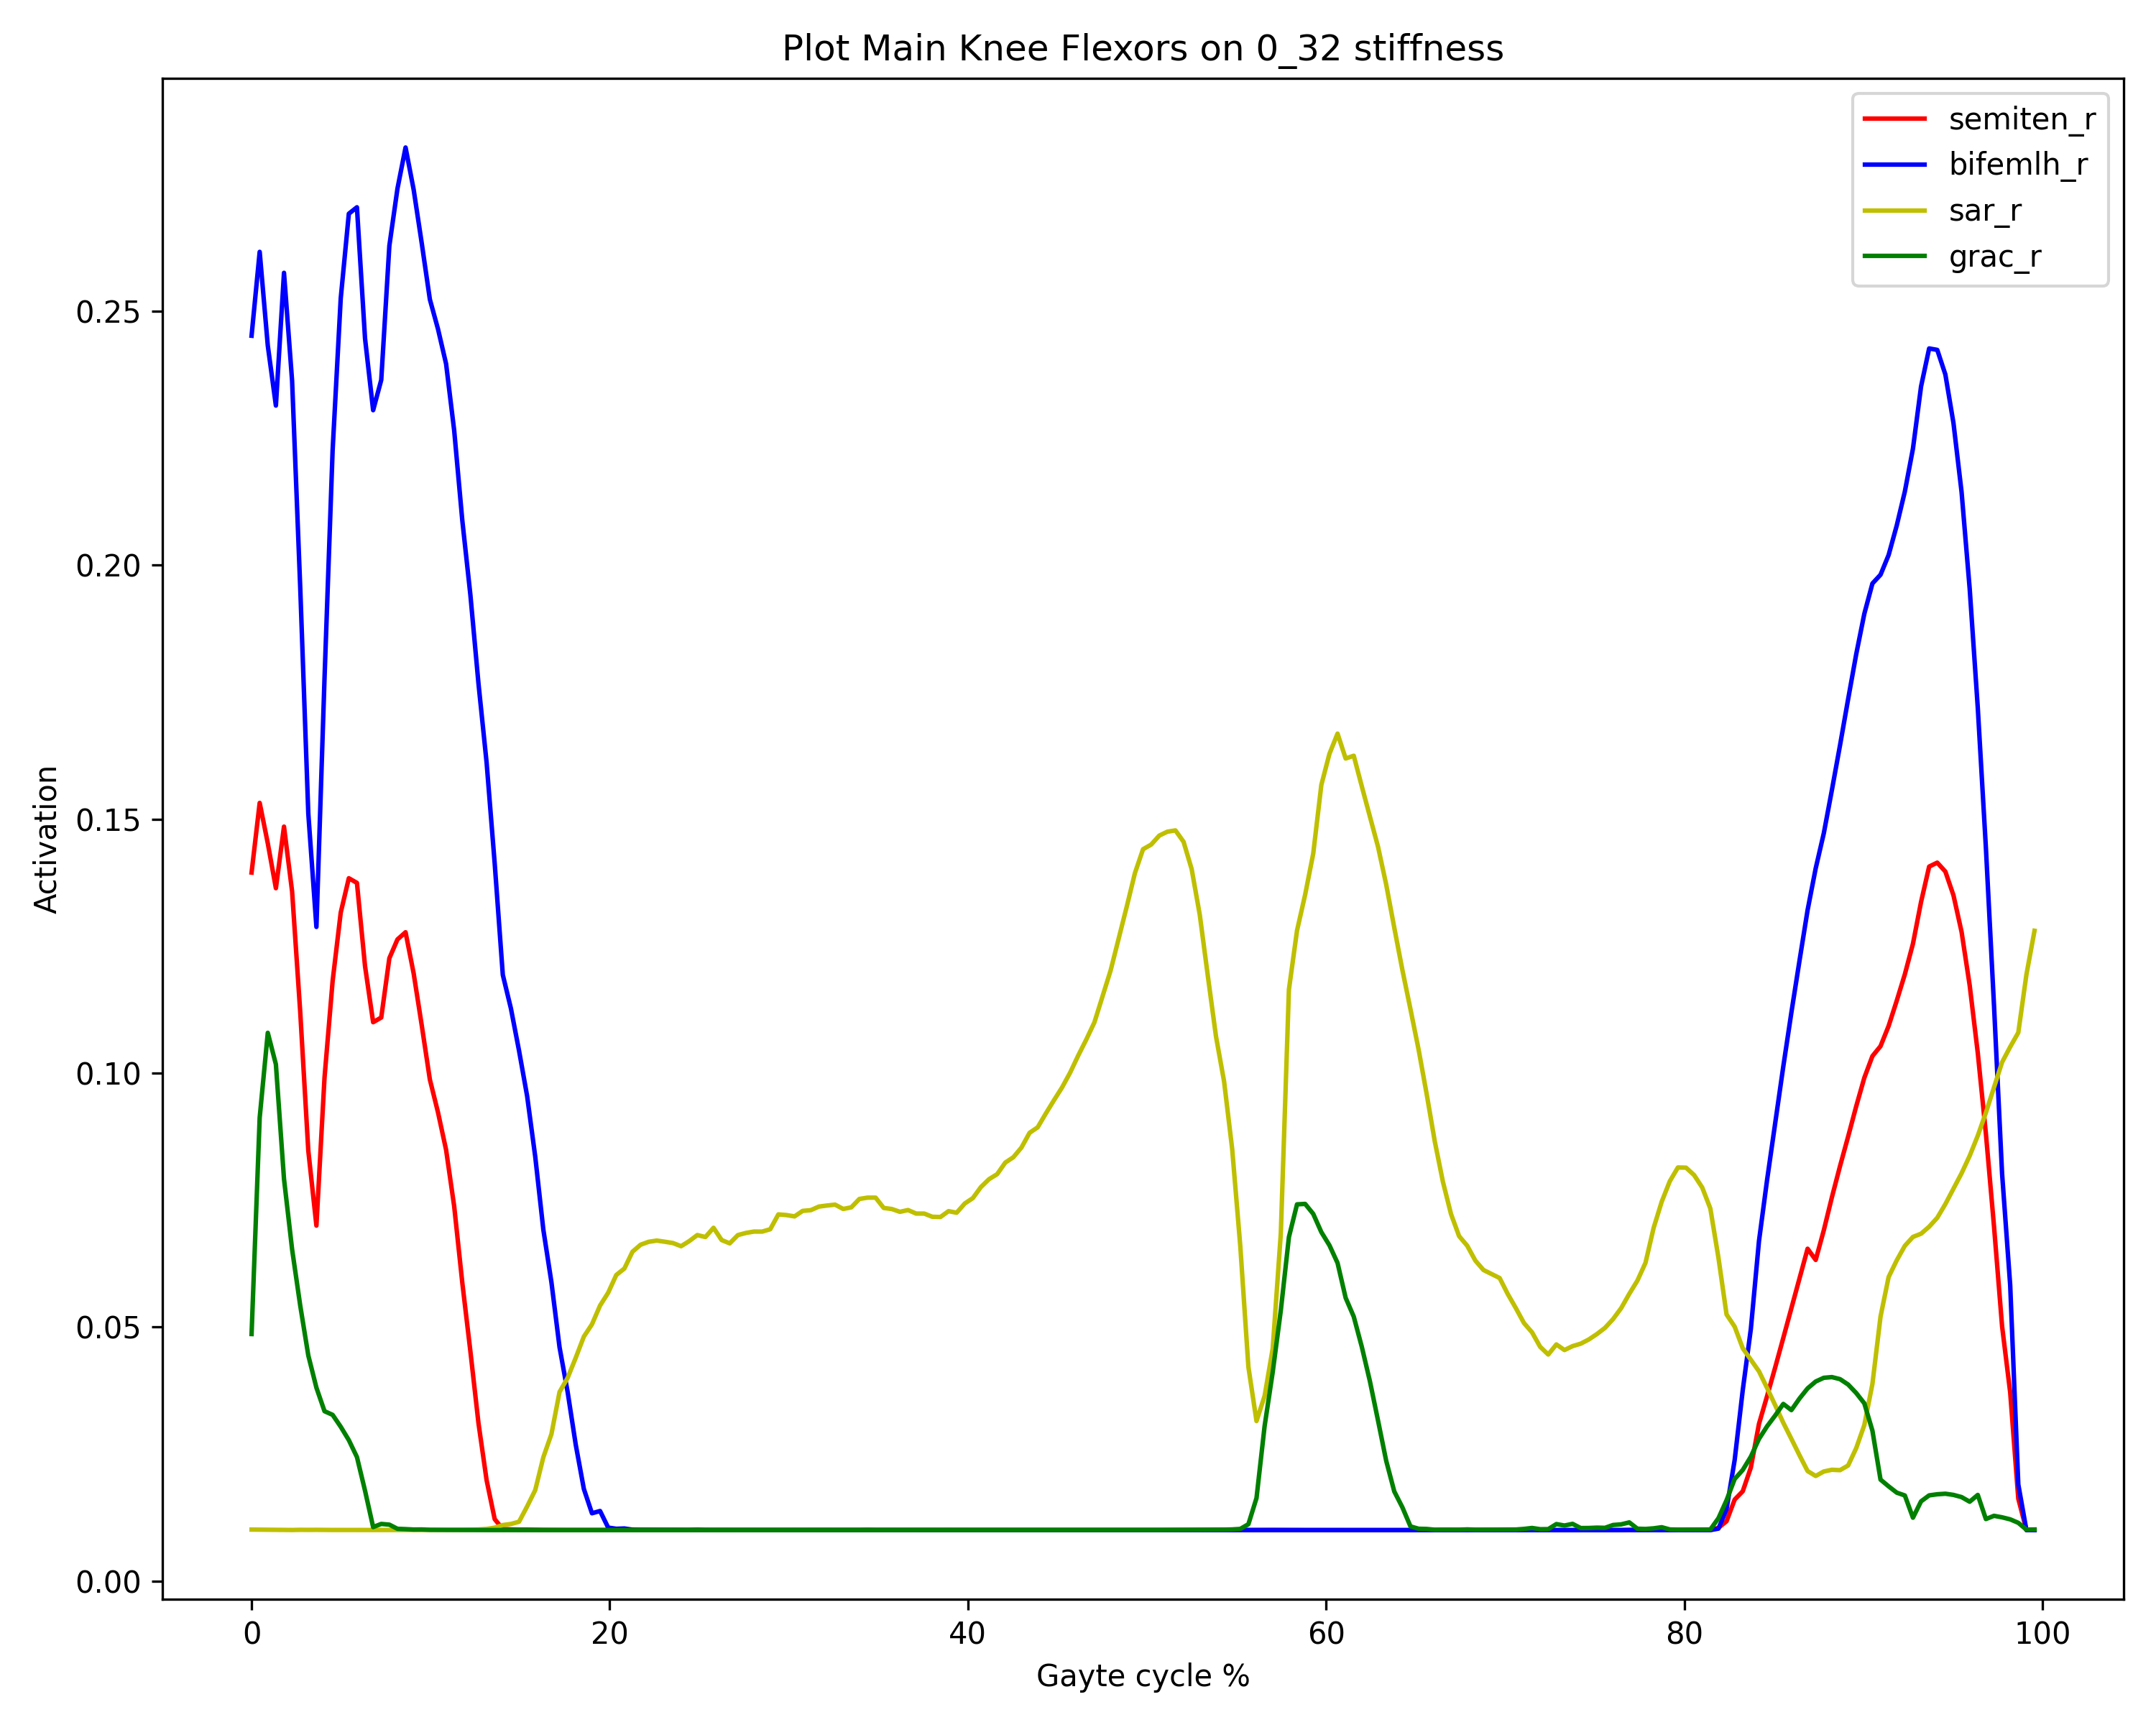 Plot Main Knee Flexors on 0_32 stiffness
semiten_r
bifemlh_r
sar_r
grac_r
0.25
0.20
0.15
0.10
0.05
0.00
Activation
0 20 40 60 80 100
Gayte cycle %